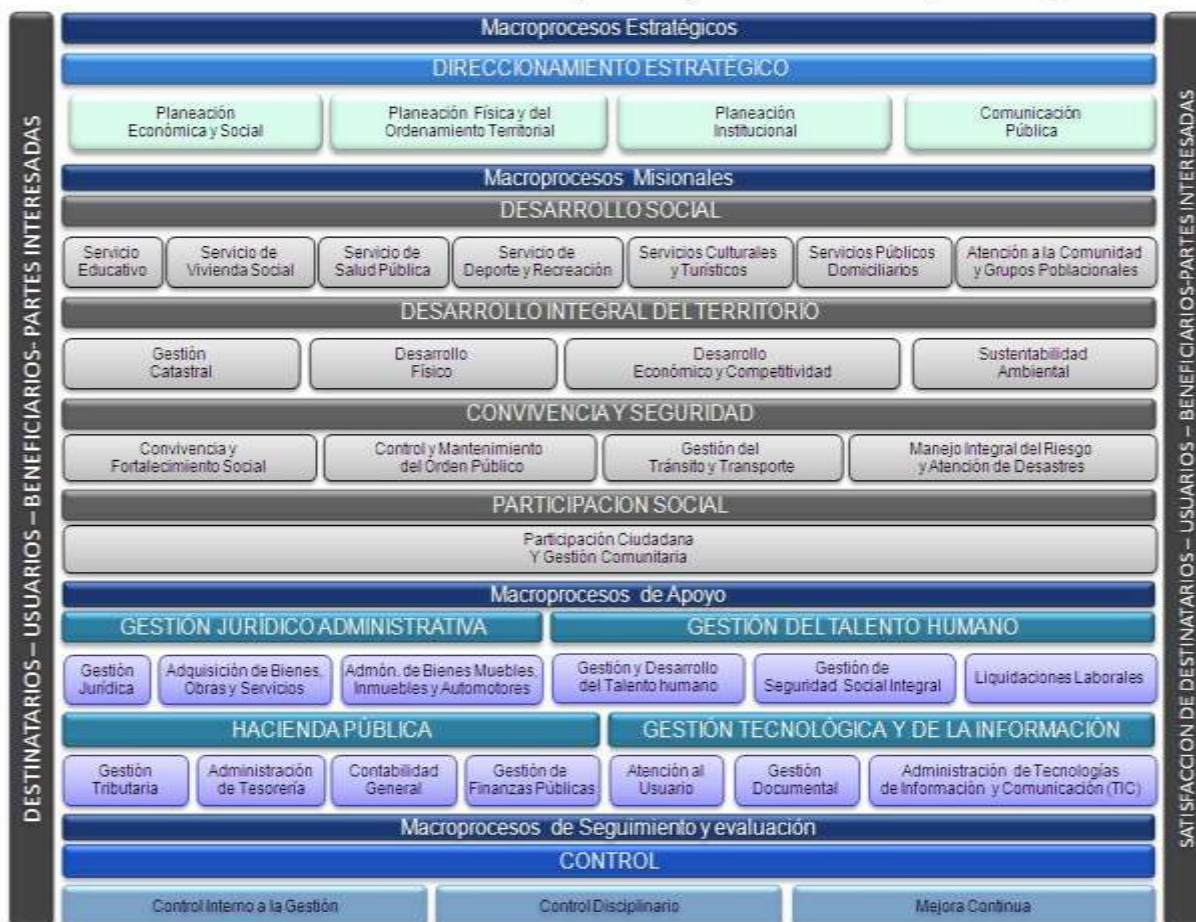 DESTINATARIOS – USUARIOS – BENEFICIARIOS- PARTES INTERESADAS
Macroprocesos Estratégicos
DIRECCIONAMIENTO ESTRATÉGICO
Planeación
Económica y Social
Planeación Física y del
Ordenamiento Territorial
Planeación
Institucional
Comunicación
Pública
Macroprocesos Misionales
DESARROLLO SOCIAL
Servicio
Educativo
Servicio de
Vivienda Social
Servicio de
Salud Pública
Servicio de
Deporte y Recreación
Servicios Culturales
y Turísticos
Servicios Públicos
Domiciliarios
Atención a la Comunidad
y Grupos Poblacionales
DESARROLLO INTEGRAL DEL TERRITORIO
Gestión
Catastral
Desarrollo
Físico
Desarrollo
Económico y Competitividad
Sustentabilidad
Ambiental
CONVIVENCIA Y SEGURIDAD
Convivencia y
Fortalecimiento Social
Control y Mantenimiento
del Orden Público
Gestión del
Tránsito y Transporte
Manejo Integral del Riesgo
y Atención de Desastres
PARTICIPACION SOCIAL
Participación Ciudadana
Y Gestión Comunitaria
Macroprocesos de Apoyo
GESTIÓN JURÍDICO ADMINISTRATIVA
GESTIÓN DEL TALENTO HUMANO
Gestión
Jurídica
Adquisición de Bienes,
Obras y Servicios
Admón. de Bienes Muebles,
Inmuebles y Automotores
Gestión y Desarrollo
del Talento humano
Gestión de
Seguridad Social Integral
Liquidaciones Laborales
HACIENDA PÚBLICA
GESTIÓN TECNOLÓGICA Y DE LA INFORMACIÓN
Gestión
Tributaria
Administración
de Tesorería
Contabilidad
General
Gestión de
Finanzas Públicas
Atención al
Usuario
Gestión
Documental
Administración de Tecnologías
de Información y Comunicación (TIC)
Macroprocesos de Seguimiento y evaluación
CONTROL
Control Interno a la Gestión
Control Disciplinario
Mejora Continua
SATISFACCION DE DESTINATARIOS – USUARIOS – BENEFICIARIOS-PARTES INTERESADAS